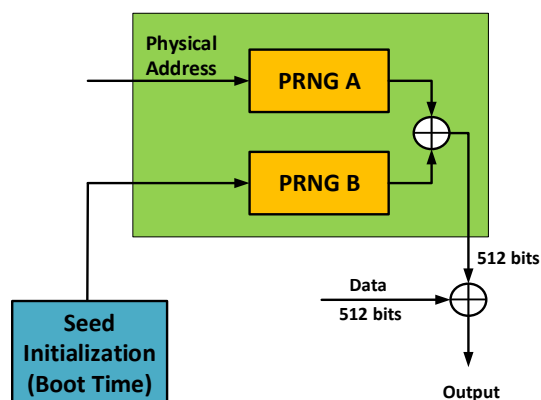 Physical
Address
PRNG A
PRNG B
512 bits
Data
512 bits
Seed
Initialization
(Boot Time)
Output